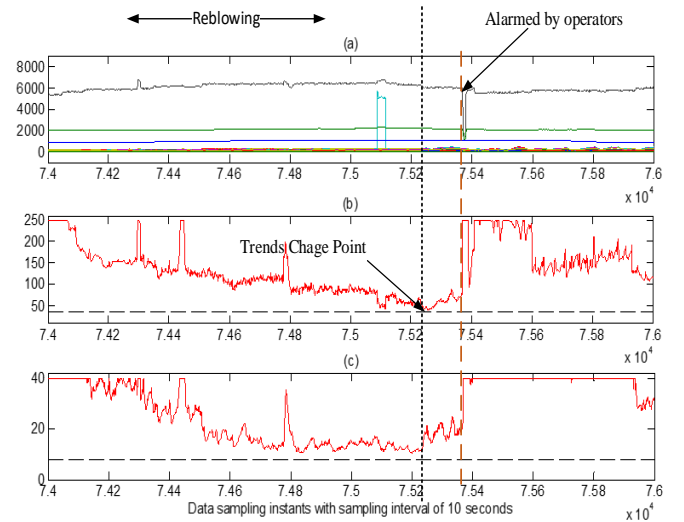 Reblowing
Alarmed by operators
(a)
8000
6000
4000
2000
0
7.4 7.42 7.44 7.46 7.48 7.5 7.52 7.54 7.56 7.58 7.6
x 10^4
(b)
250
200
150
100
50
Trends Chage Point
7.4 7.42 7.44 7.46 7.48 7.5 7.52 7.54 7.56 7.58 7.6
x 10^4
(c)
40
20
0
7.4 7.42 7.44 7.46 7.48 7.5 7.52 7.54 7.56 7.58 7.6
Data sampling instants with sampling interval of 10 seconds
x 10^4